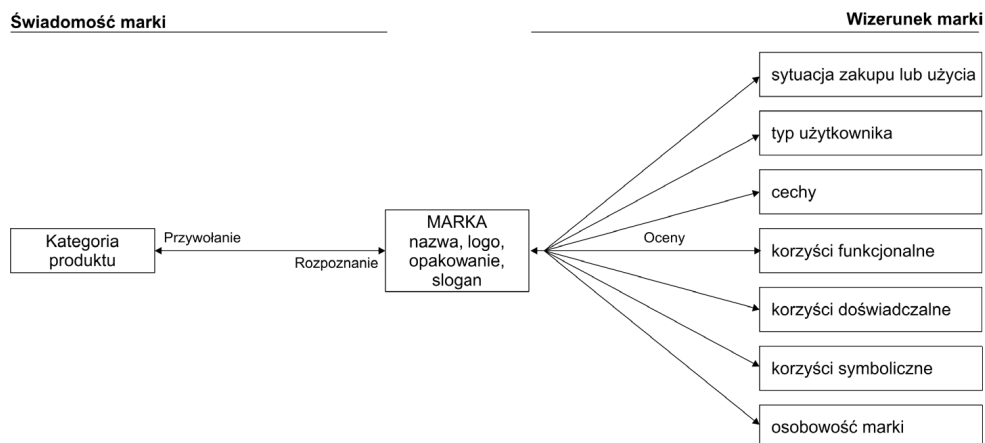 Świadomość marki
Wizerunek marki
sytuacja zakupu lub użycia
typ użytkownika
cechy
Kategoria
produktu
Przywołanie
Rozpoznanie
MARKA
nazwa, logo,
opakowanie,
slogan
Oceny
korzyści funkcjonalne
korzyści doświadczalne
korzyści symboliczne
osobowość marki